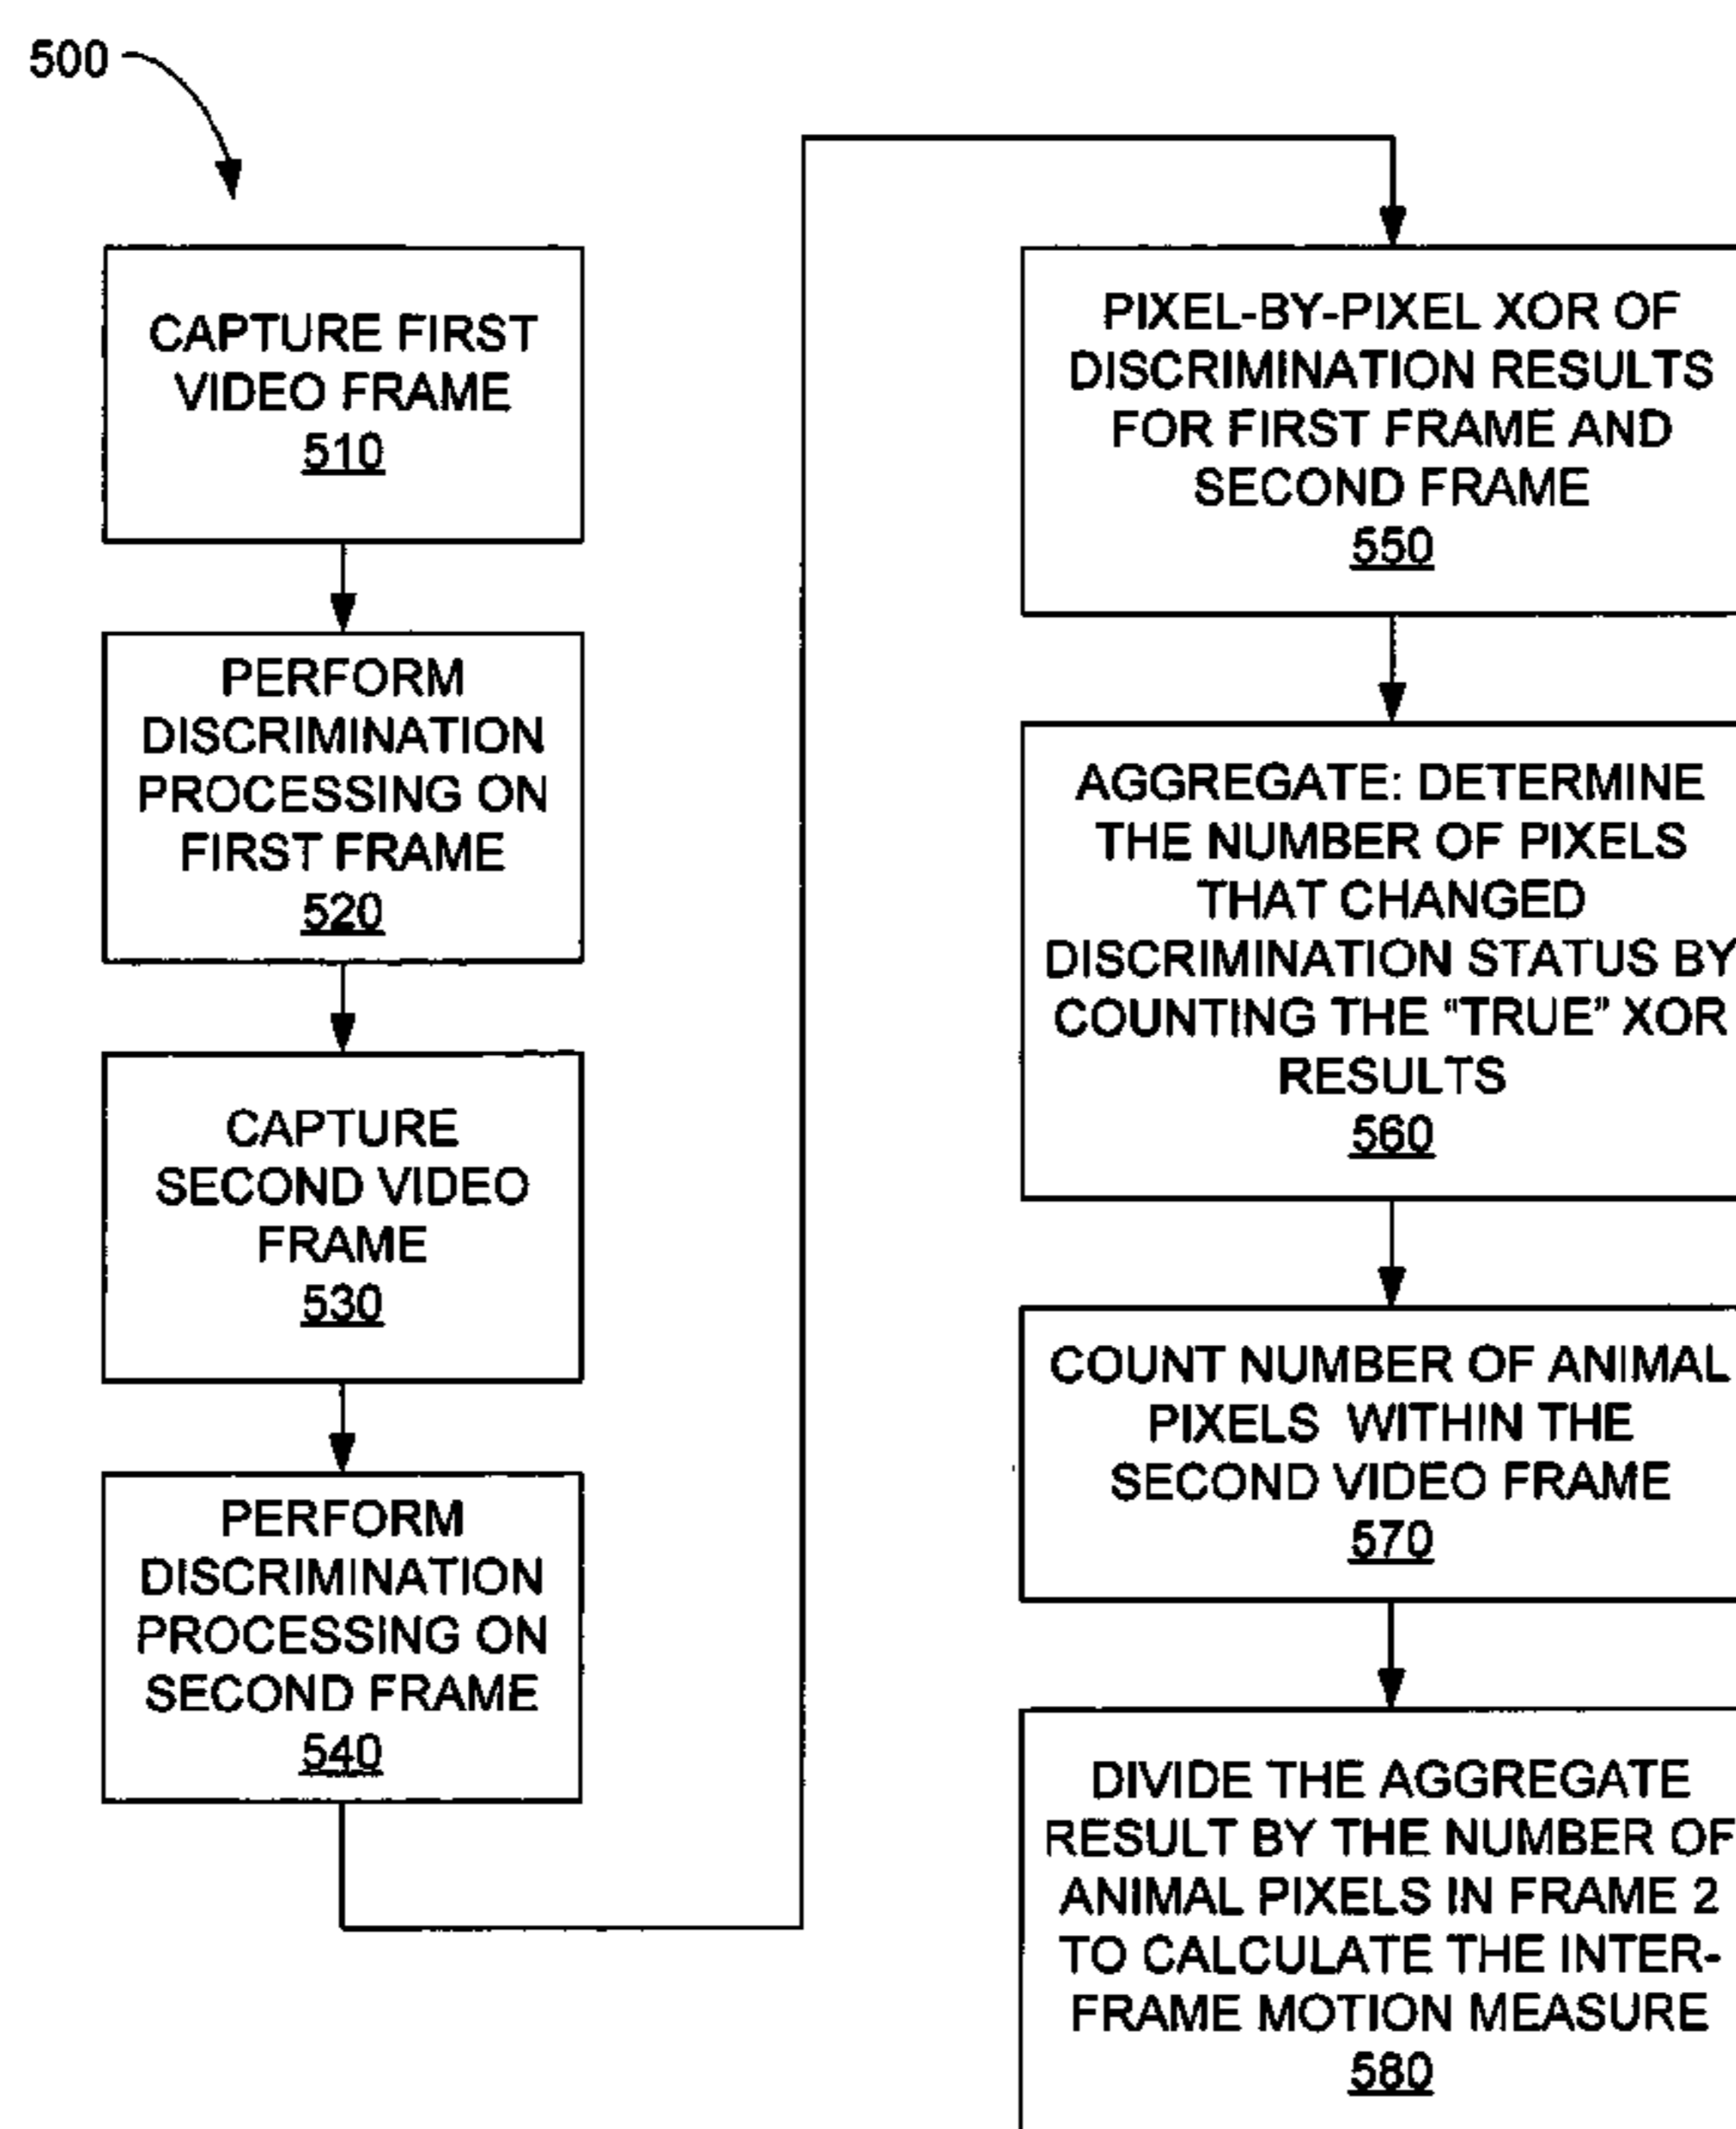 500
CAPTURE FIRST
VIDEO FRAME
510
PERFORM
DISCRIMINATION
PROCESSING ON
FIRST FRAME
520
CAPTURE
SECOND VIDEO
FRAME
530
PERFORM
DISCRIMINATION
PROCESSING ON
SECOND FRAME
540
PIXEL-BY-PIXEL XOR OF
DISCRIMINATION RESULTS
FOR FIRST FRAME AND
SECOND FRAME
550
AGGREGATE: DETERMINE
THE NUMBER OF PIXELS
THAT CHANGED
DISCRIMINATION STATUS BY
COUNTING THE “TRUE” XOR
RESULTS
560
COUNT NUMBER OF ANIMAL
PIXELS WITHIN THE
SECOND VIDEO FRAME
570
DIVIDE THE AGGREGATE
RESULT BY THE NUMBER OF
ANIMAL PIXELS IN FRAME 2
TO CALCULATE THE INTER-
FRAME MOTION MEASURE
580